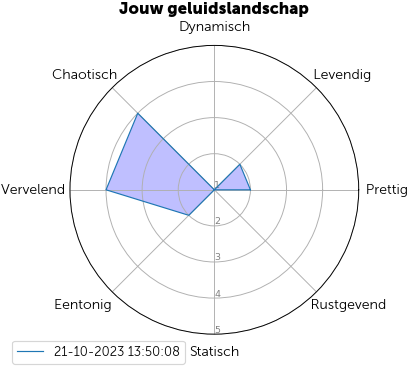 Jouw geluidslandschap
Dynamisch
Chaotisch
Levendig
Vervelend
1
Prettig
2
3
Eentonig
4
Rustgevend
5
21-10-2023 13:50:08
Statisch